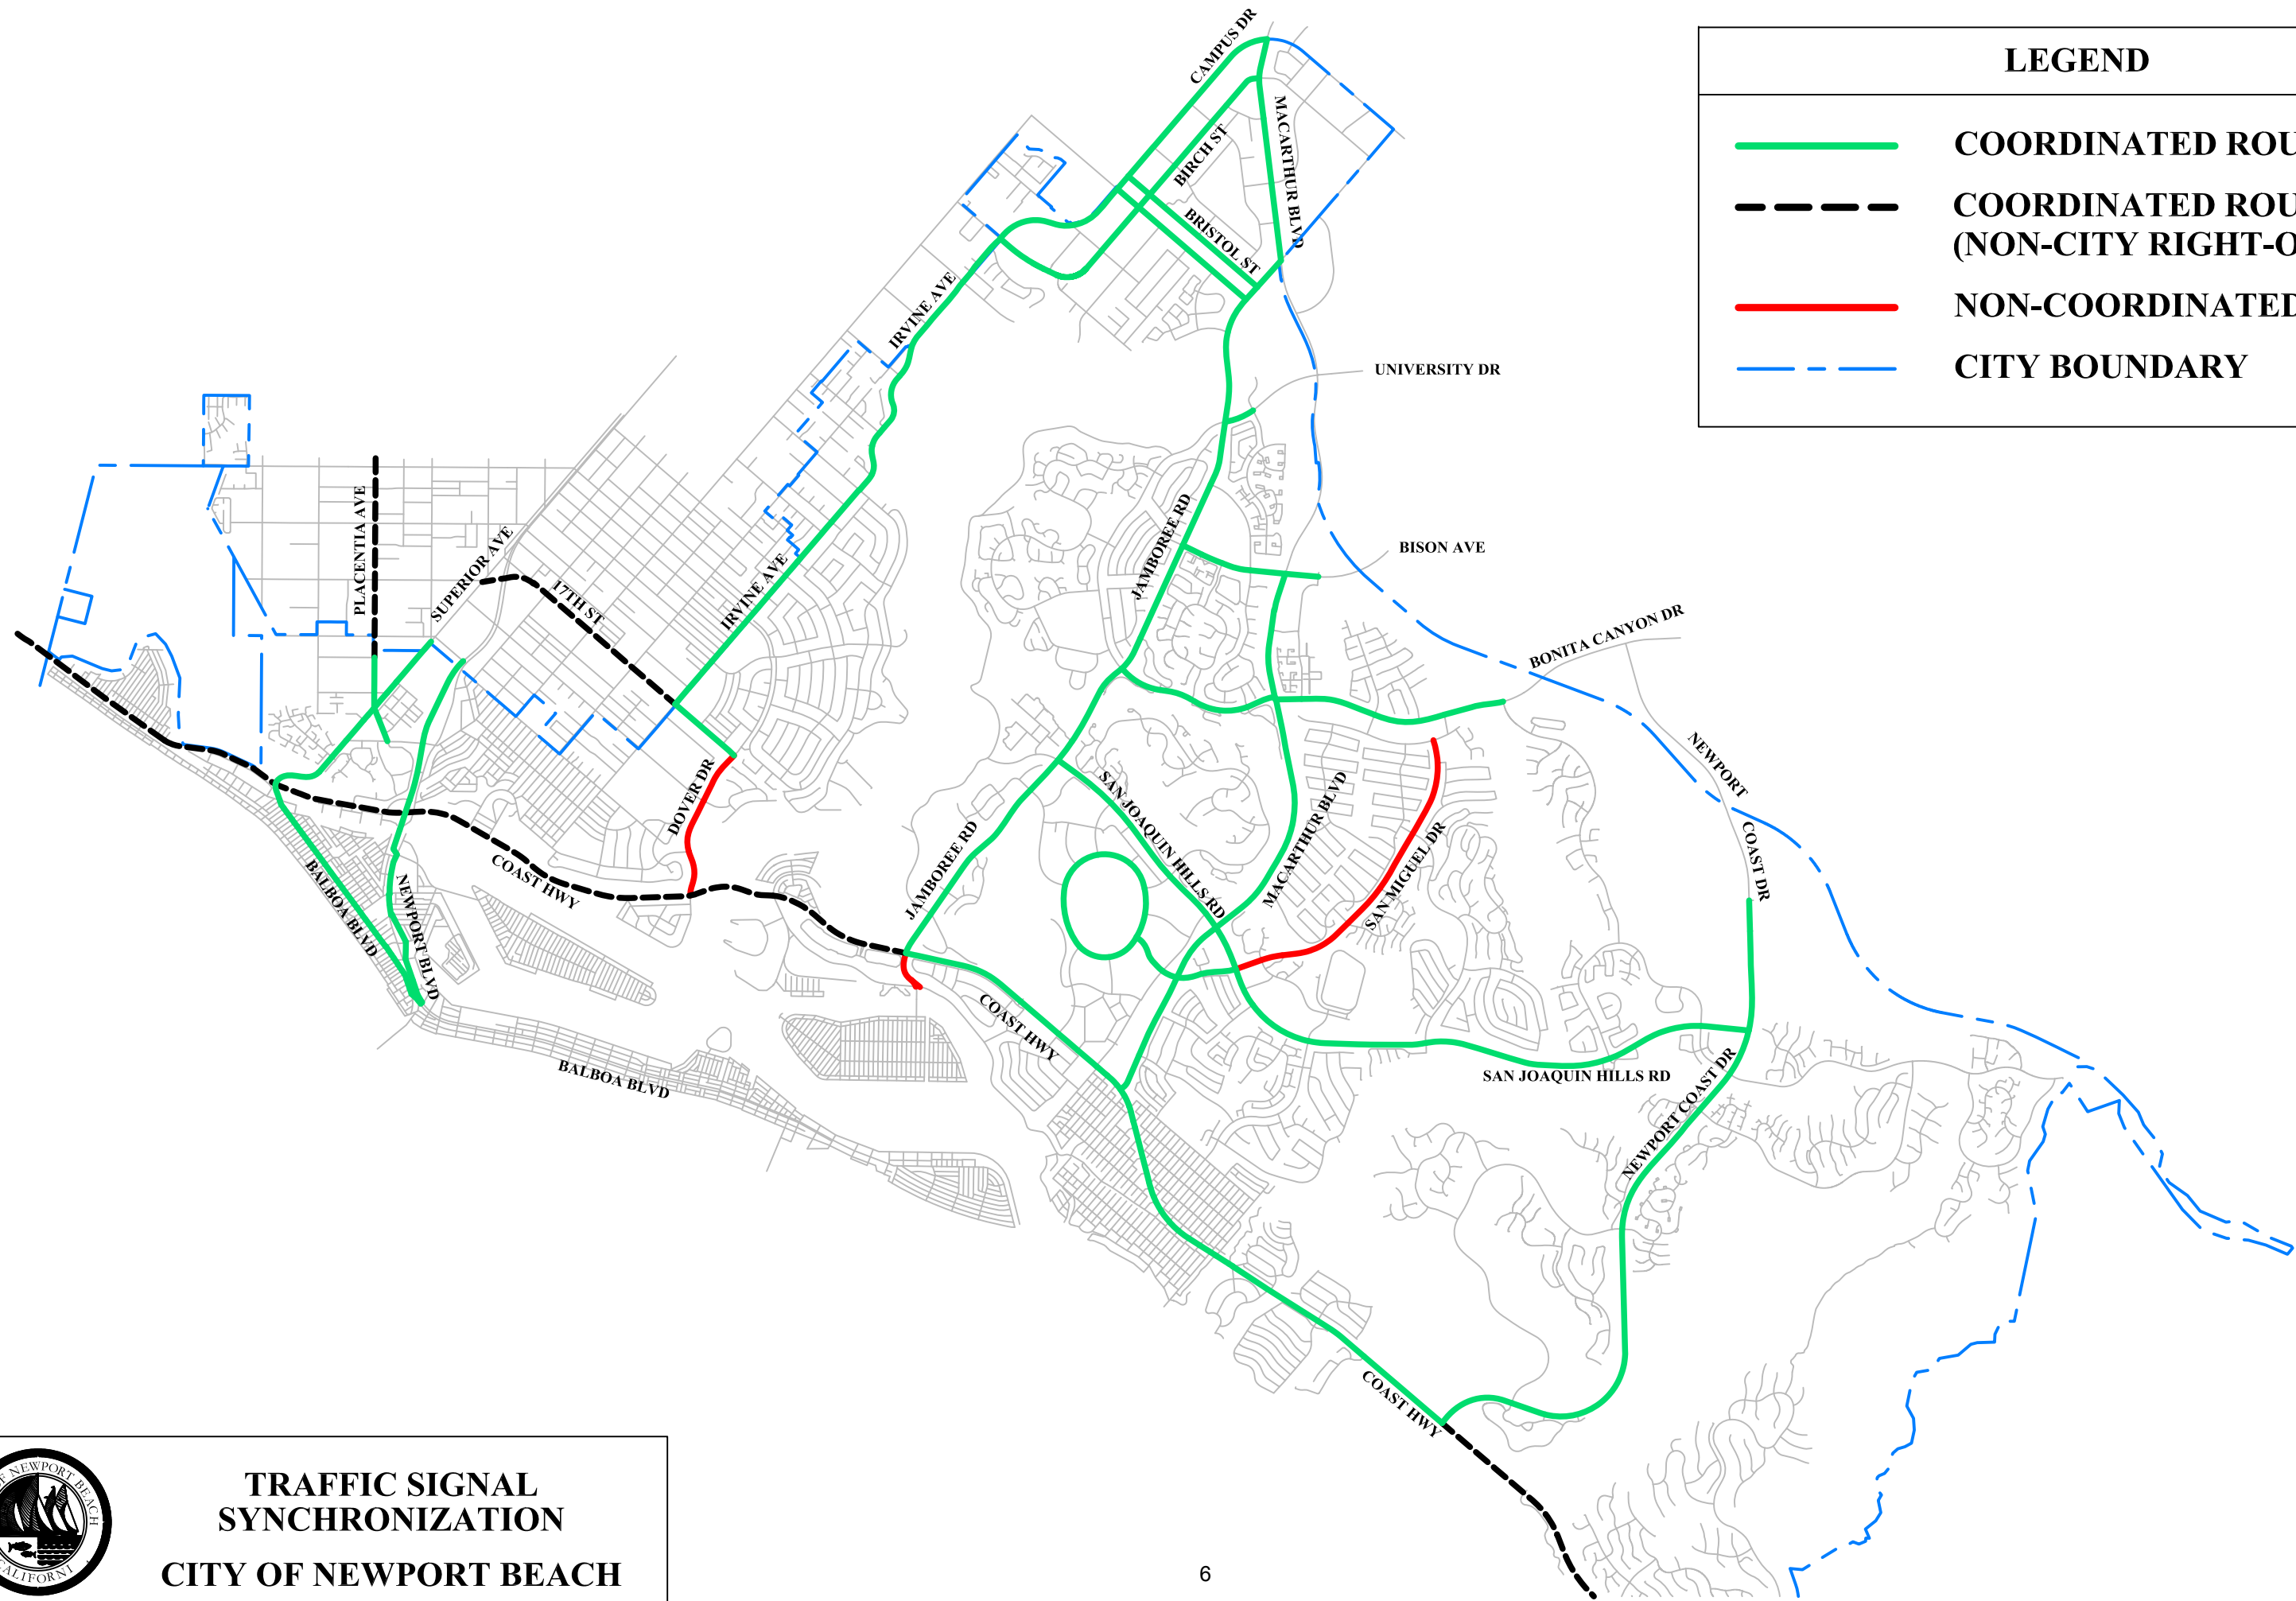 LEGEND
COORDINATED ROU
COORDINATED ROU
(NON-CITY RIGHT-O
NON-COORDINATED
CITY BOUNDARY
CAMPUS DR
MACARTHUR BLVD
BIRCH ST
BRISTOL ST
IRVINE AVE
UNIVERSITY DR
JAMBOREE RD
BISON AVE
PLACENTIA AVE
SUPERIOR AVE
17TH ST
IRVINE AVE
BONITA CANYON DR
NEWPORT
COAST DR
DOVER DR
SAN JOAQUIN HILLS RD
MACARTHUR BLVD
SAN MIGUEL DR
JAMBOREE RD
COAST HWY
BALBOA BLVD
NEWPORT BLVD
COAST HWY
BALBOA BLVD
SAN JOAQUIN HILLS RD
NEWPORT COAST DR
COAST HWY
OF NEWPORT BEACH
CALIFORNI
TRAFFIC SIGNAL
SYNCHRONIZATION
CITY OF NEWPORT BEACH
6